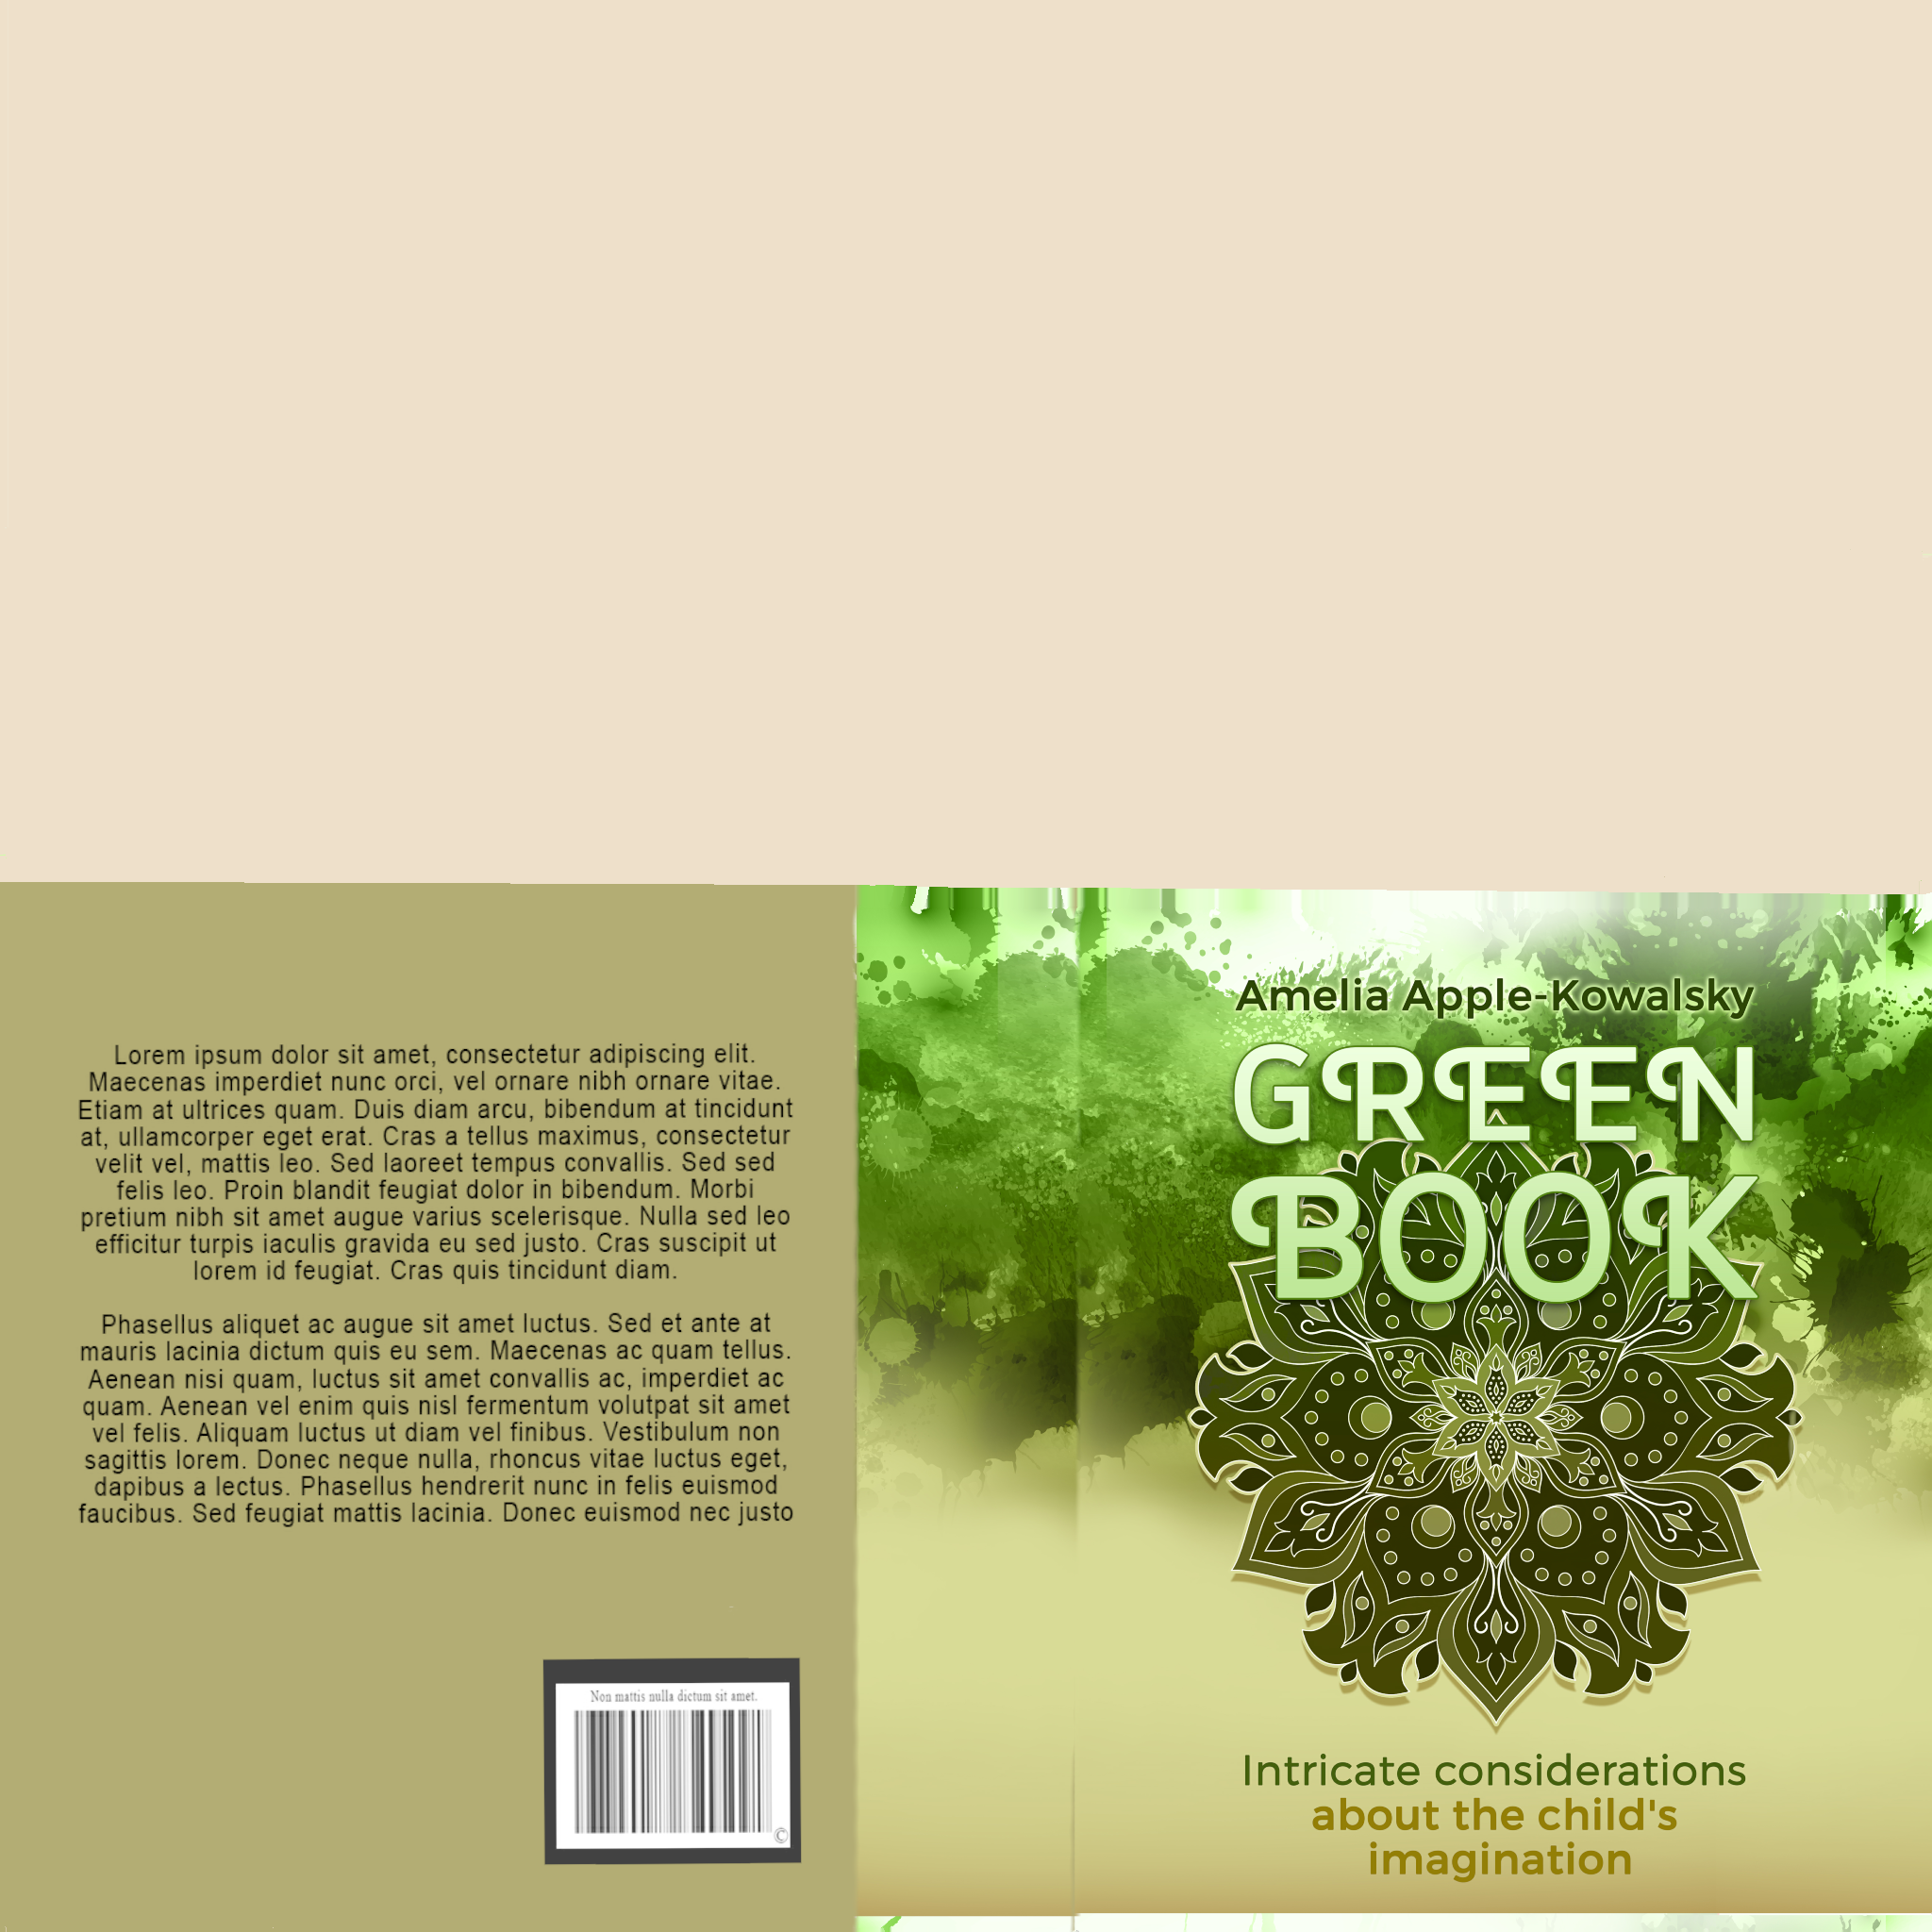 Lorem ipsum dolor sit amet, consectetur adipiscing elit.
Maecenas imperdiet nunc orci, vel ornare nibh ornare vitae.
Etiam at ultrices quam. Duis diam arcu, bibendum at tincidunt
at, ullamcorper eget erat. Cras a tellus maximus, consectetur
velit vel, mattis leo. Sed laoreet tempus convallis. Sed sed
felis leo. Proin blandit feugiat dolor in bibendum. Morbi
pretium nibh sit amet augue varius scelerisque. Nulla sed leo
efficitur turpis iaculis gravida eu sed justo. Cras suscipit ut
lorem id feugiat. Cras quis tincidunt diam.
Phasellus aliquet ac augue sit amet luctus. Sed et ante at
mauris lacinia dictum quis eu sem. Maecenas ac quam tellus.
Aenean nisi quam, luctus sit amet convallis ac, imperdiet ac
quam. Aenean vel enim quis nisl fermentum volutpat sit amet
vel felis. Aliquam luctus ut diam vel finibus. Vestibulum non
sagittis lorem. Donec neque nulla, rhoncus vitae luctus eget,
dapibus a lectus. Phasellus hendrerit nunc in felis euismod
faucibus. Sed feugiat mattis lacinia. Donec euismod nec justo
Non mattis nulla dictum sit amet.
©
Amelia Apple-Kowalsky
GREEN
BOOK
Intricate considerations
about the child's
imagination